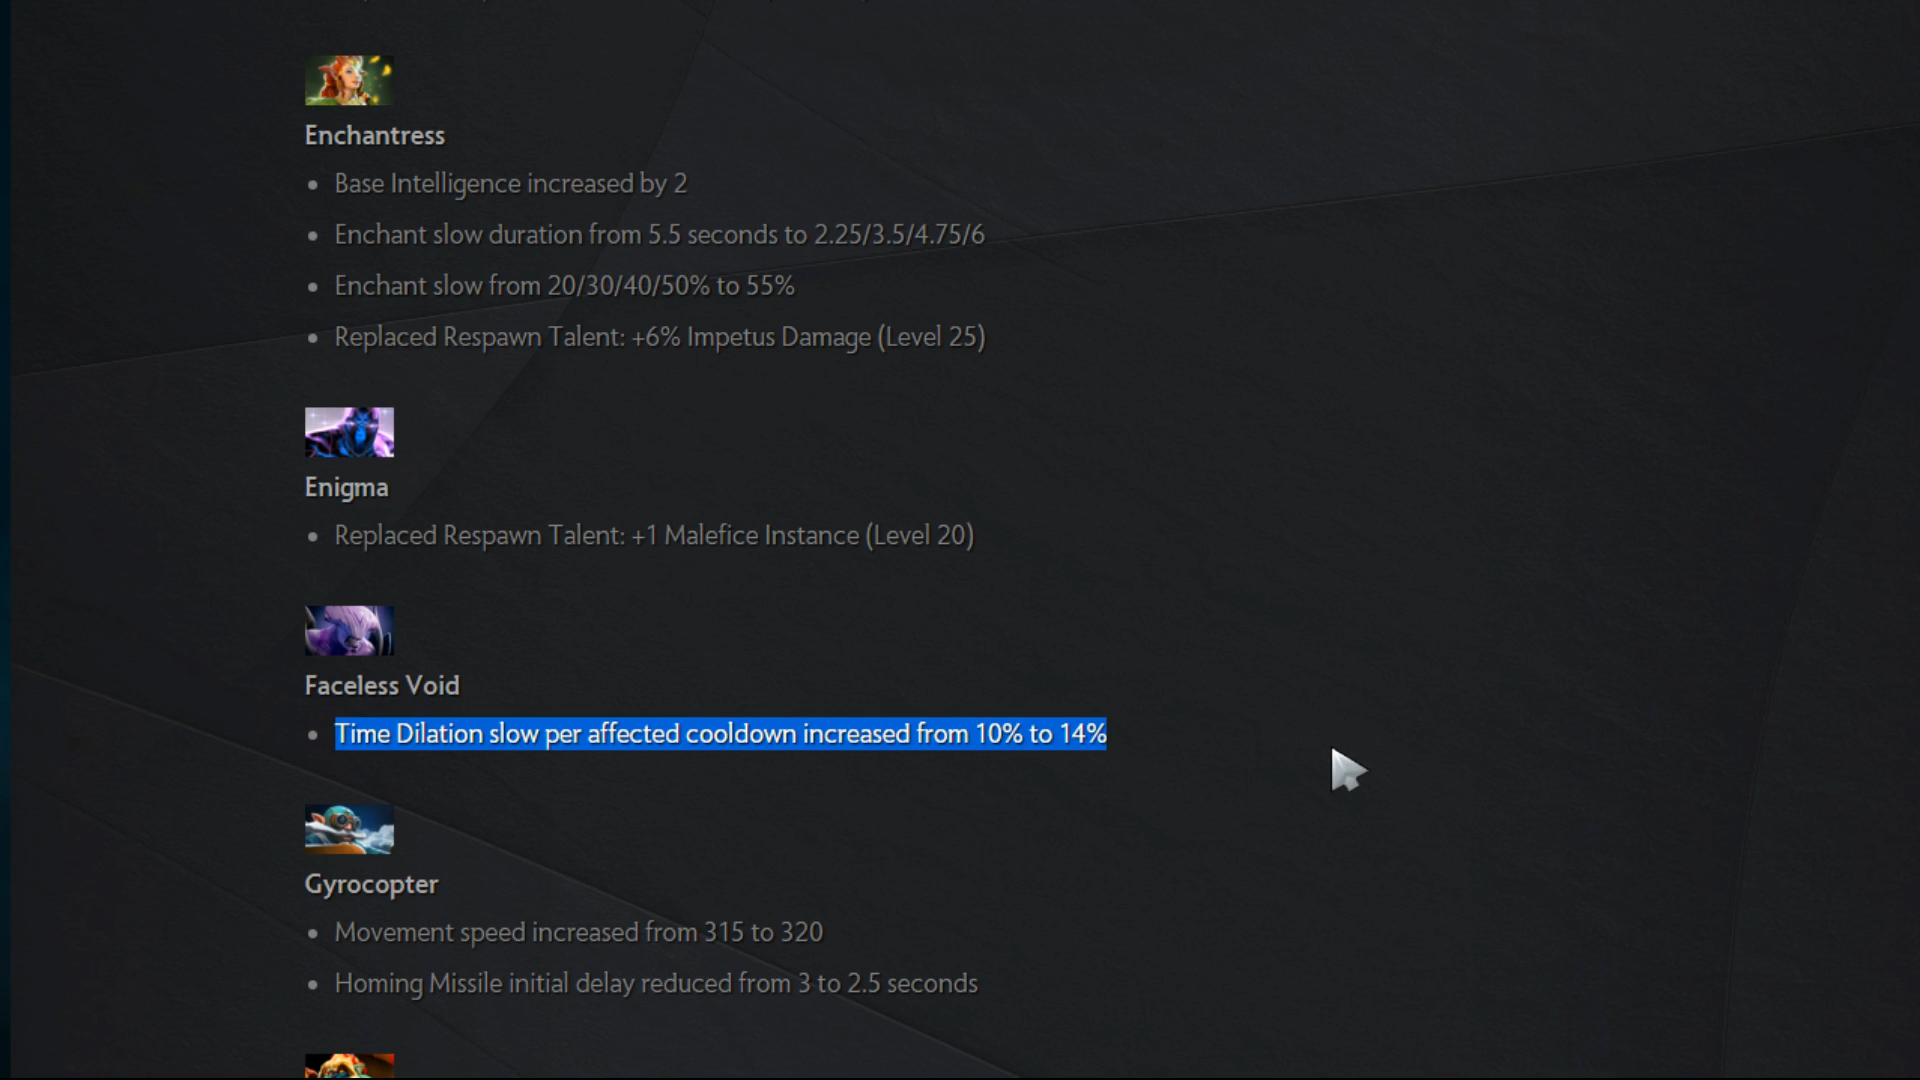 Enchantress
• Base Intelligence increased by 2
• Enchant slow duration from 5.5 seconds to 2.25/3.5/4.75/6
• Enchant slow from 20/30/40/50% to 55%
• Replaced Respawn Talent: +6% Impetus Damage (Level 25)
Enigma
• Replaced Respawn Talent: +1 Malefice Instance (Level 20)
Faceless Void
• Time Dilation slow per affected cooldown increased from 10% to 14%
Gyrocopter
• Movement speed increased from 315 to 320
• Homing Missile initial delay reduced from 3 to 2.5 seconds